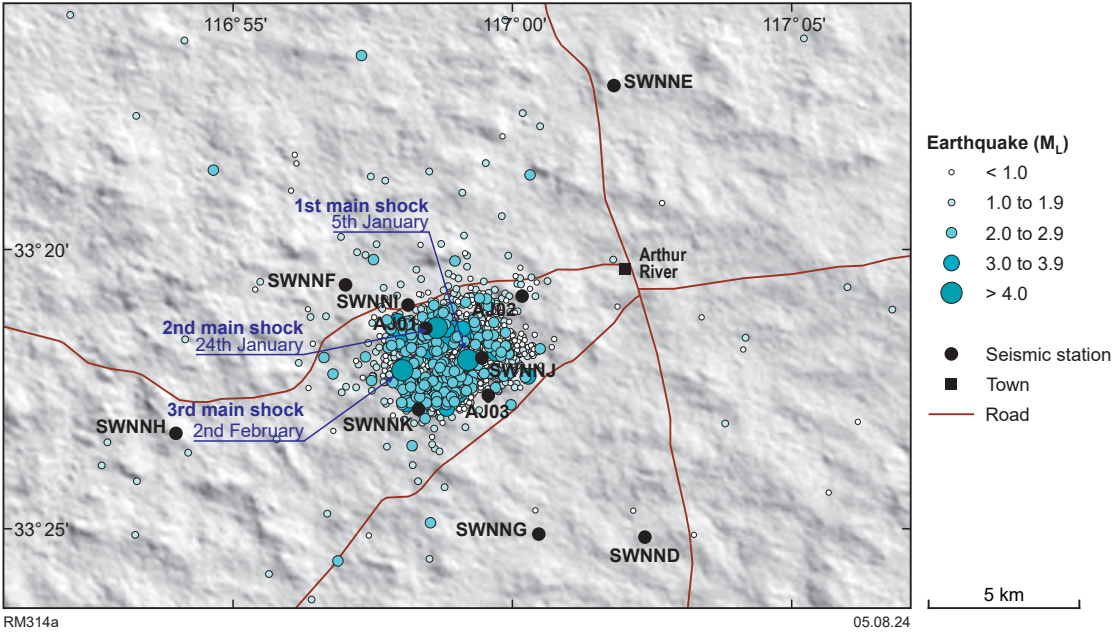 116°55'
117°00'
117°05'
SWNNE
1st main shock
5th January
33°20'
Arthur
River
SWNNF
SWNNI
AJ02
AJ01
2nd main shock
24th January
SWNNJ
3rd main shock
2nd February
AJ03
SWNNK
SWNNH
33°25'
SWNNG
SWNND
Earthquake (ML)
< 1.0
1.0 to 1.9
2.0 to 2.9
3.0 to 3.9
> 4.0
Seismic station
Town
Road
5 km
RM314a
05.08.24